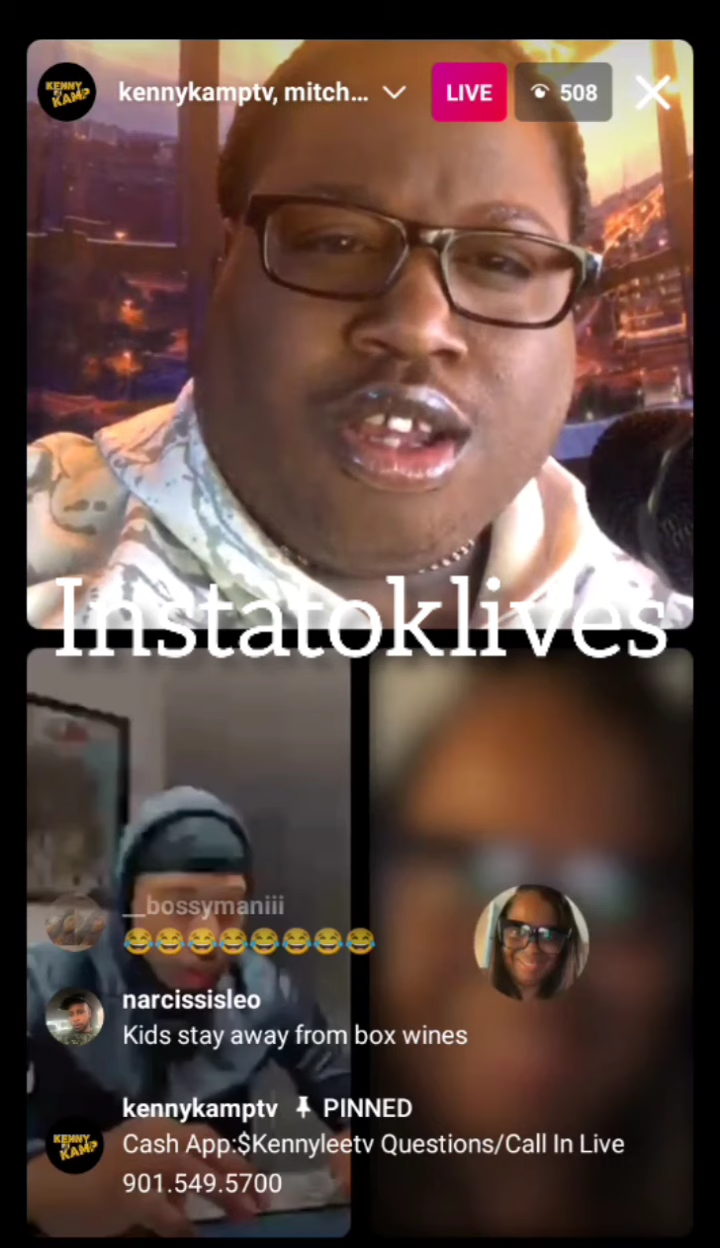 KENNY KAMP
kennykamptv, mitch...
LIVE
508
Instatoklives
__bossymaniii
😂😂😂😂😂😂😂😂
narcissisleo
Kids stay away from box wines
kennykamptv 📌 PINNED
KENNY KAMP
Cash App:$Kennyleetv Questions/Call In Live
901.549.5700